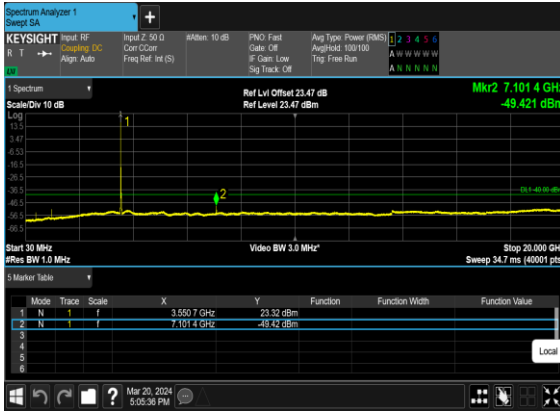 Spectrum Analyzer 1
Swept SA
+
KEYSIGHT Input: RF Input Z: 50 Ω #Atten: 10 dB PNO: Fast Avg Type: Power (RMS) 1 2 3 4 5 6
R T Coupling: DC Corr CCorr Gate: Off Avg|Hold: 100/100 A W W W W W
Align: Auto Freq Ref: Int (S) IF Gain: Low Trig: Free Run
Sig Track: Off A N N N N N
1 Spectrum
Scale/Div 10 dB
Ref Lvl Offset 23.47 dB
Ref Level 23.47 dBm
Mkr2 7.101 4 GHz
-49.421 dBm
Log
13.5
3.47
-6.53
-16.5
-26.5
-36.5
-46.5
-56.5
-66.5
1
2
DL1 -40.00 dBm
Start 30 MHz Video BW 3.0 MHz* Stop 20.000 GH
#Res BW 1.0 MHz Sweep 34.7 ms (40001 pts
5 Marker Table
Mode Trace Scale X Y Function Function Width Function Value
1 N 1 f 3.550 7 GHz 23.32 dBm
2 N 1 f 7.101 4 GHz -49.42 dBm
3
4
5
6
Local
? Mar 20, 2024
5:05:36 PM